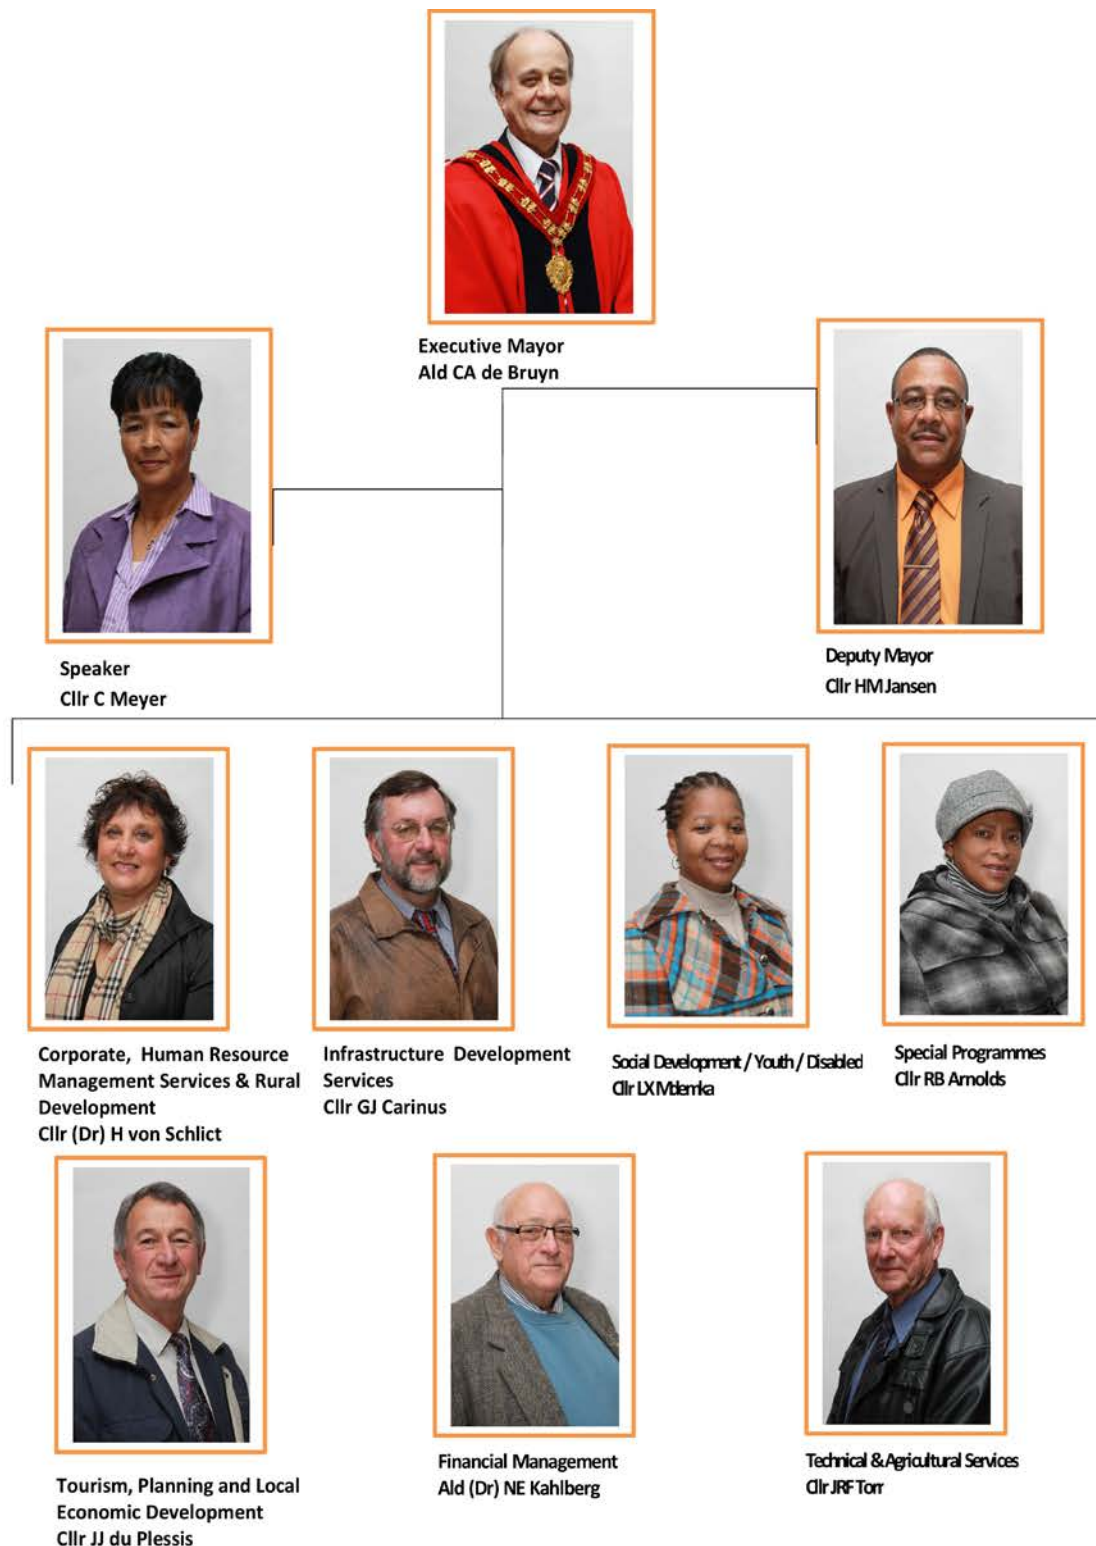 Executive Mayor
Ald CA de Bruyn
Speaker
Cllr C Meyer
Deputy Mayor
Cllr HM Jansen
Corporate, Human Resource
Management Services & Rural
Development
Cllr (Dr) H von Schlict
Infrastructure Development
Services
Cllr GJ Carinus
Social Development / Youth / Disabled
Cllr LX Mdemka
Special Programmes
Cllr RB Arnolds
Tourism, Planning and Local
Economic Development
Cllr JJ du Plessis
Financial Management
Ald (Dr) NE Kahlberg
Technical & Agricultural Services
Cllr JRF Torr